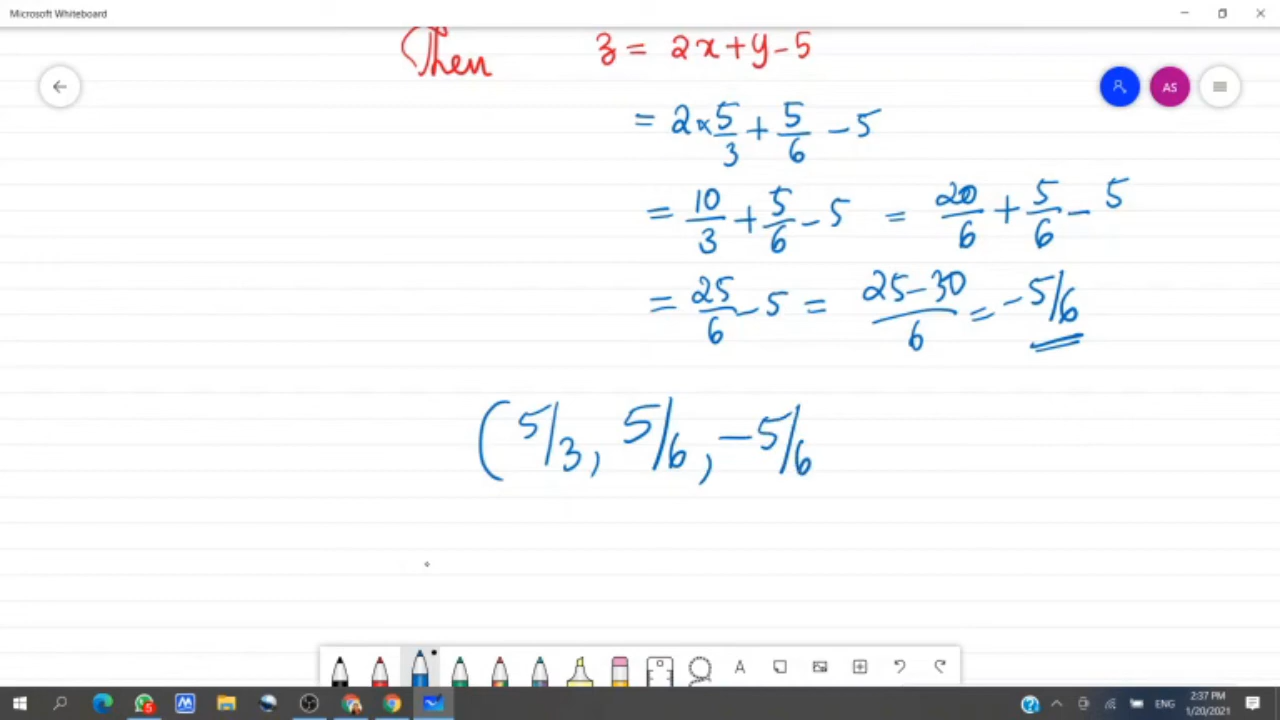 Microsoft Whiteboard
Then z = 2x+y-5
AS
= 2×5/3 + 5/6 - 5
= 10/3 + 5/6 - 5 = 20/6 + 5/6 - 5
= 25/6 - 5 = 25-30/6 = -5/6
(5/3, 5/6, -5/6
A
5
ENG
2:37 PM
1/20/2021